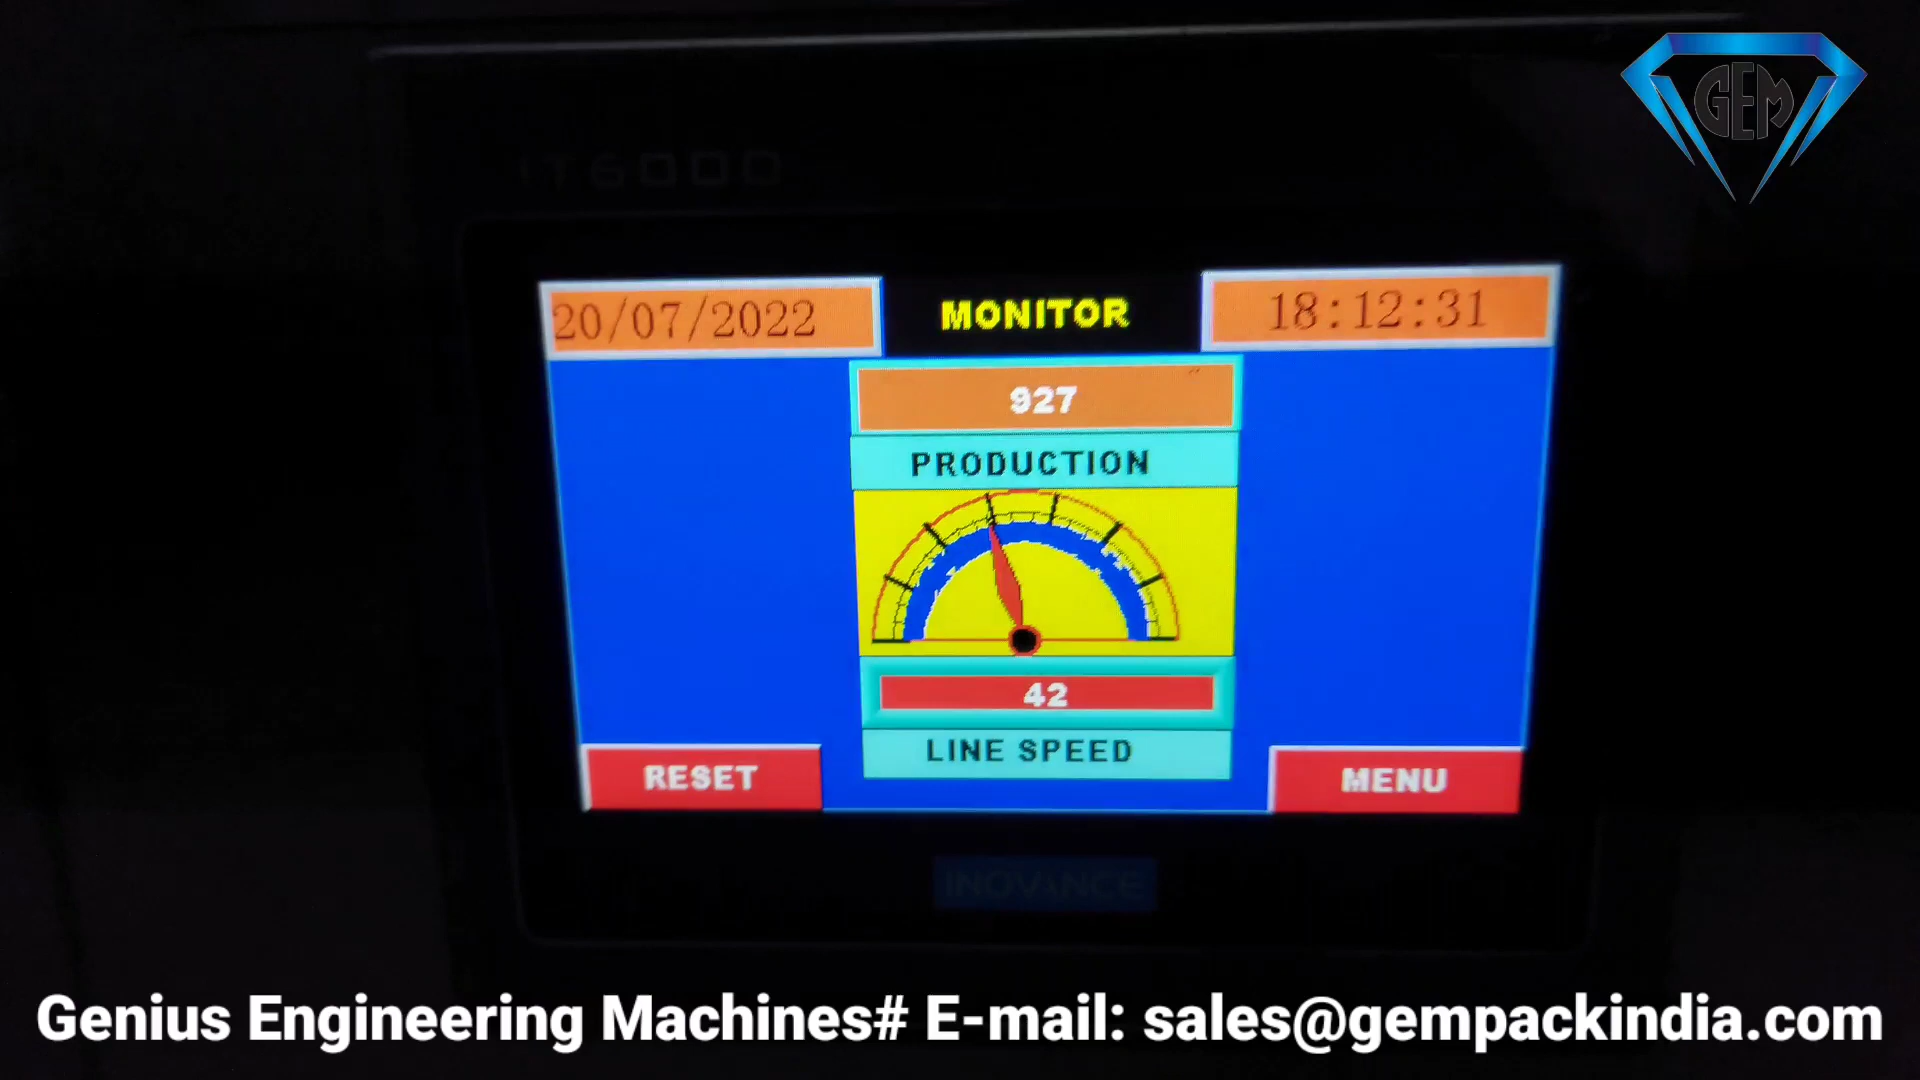 GEM
IT6000
20/07/2022
MONITOR
18:12:31
927
PRODUCTION
42
LINE SPEED
RESET
MENU
INOVANCE
Genius Engineering Machines# E-mail: sales@gempackindia.com